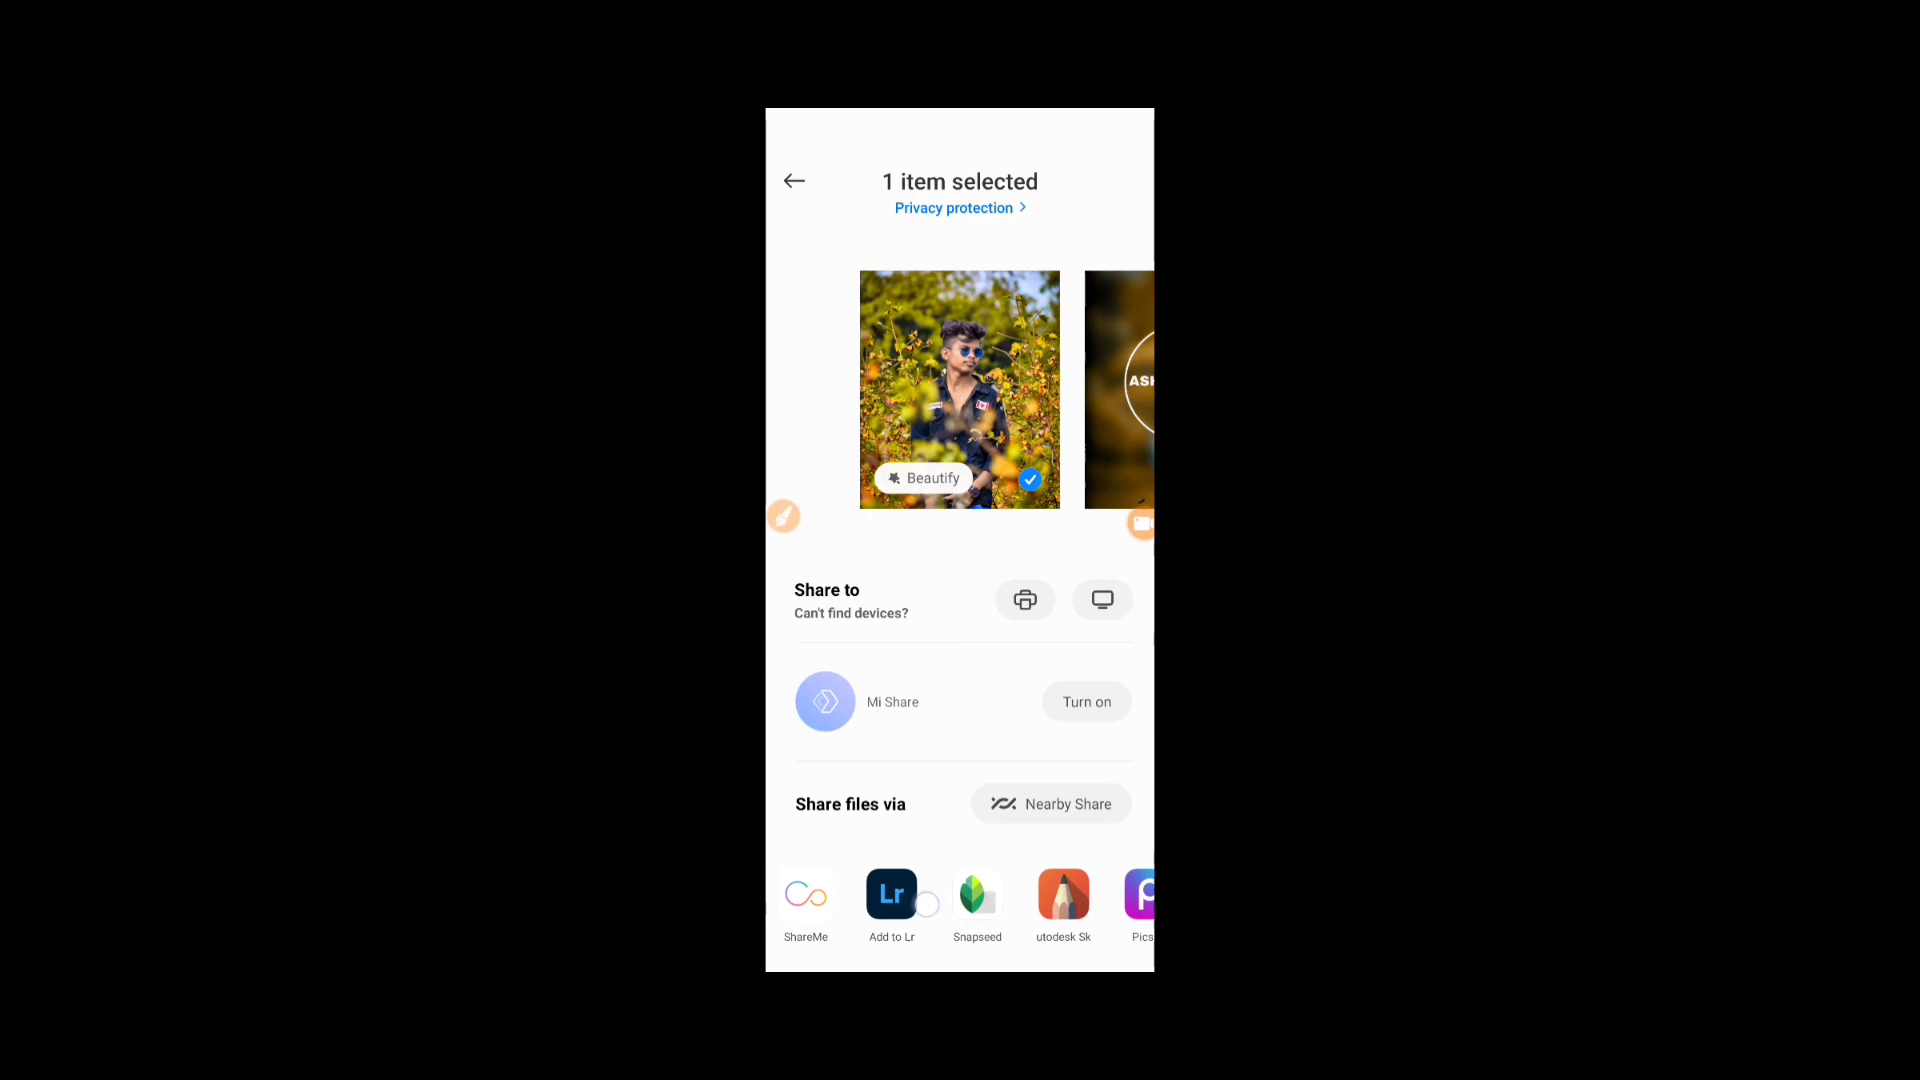 1 item selected
Privacy protection
Beautify
Share to
Can't find devices?
Mi Share
Turn on
Share files via
Nearby Share
Lr
ShareMe
Add to Lr
Snapseed
utodesk Sk
Pics